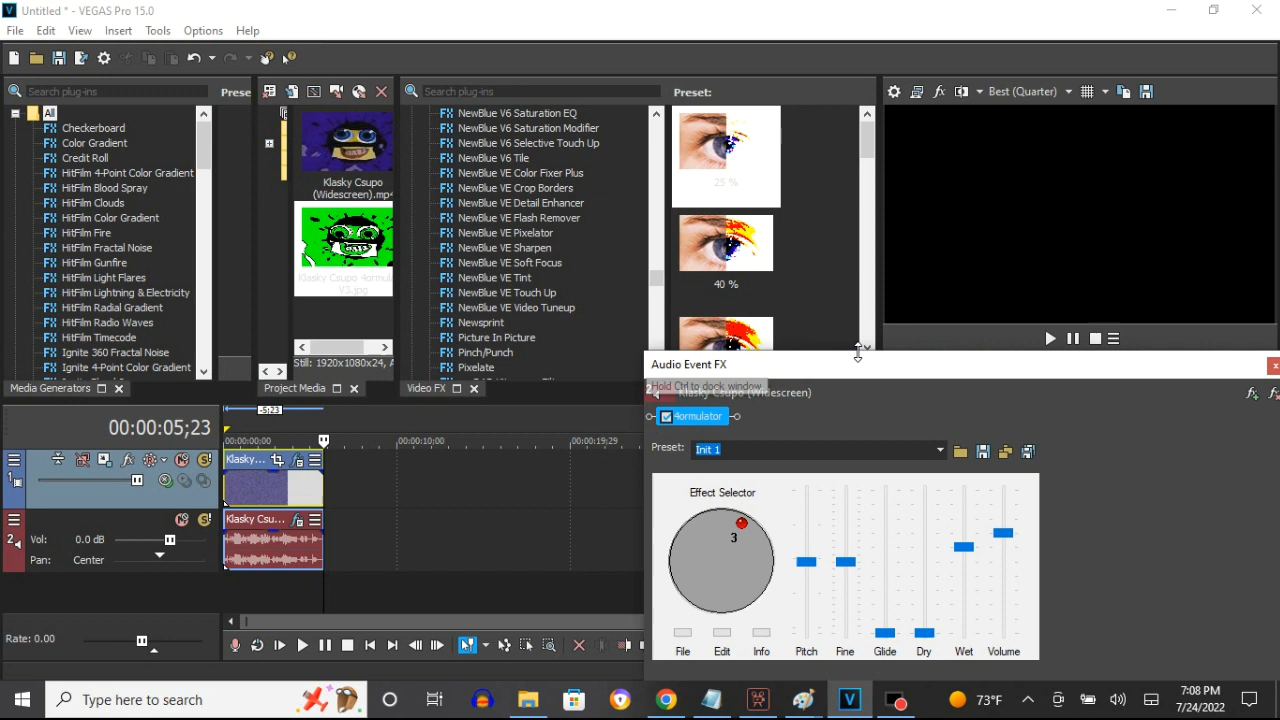 Untitled * - VEGAS Pro 15.0
File Edit View Insert Tools Options Help
Search plug-ins Prese
All
Checkerboard
Color Gradient
Credit Roll
HitFilm 4-Point Color Gradient
HitFilm Blood Spray
HitFilm Clouds
HitFilm Color Gradient
HitFilm Fire
HitFilm Fractal Noise
HitFilm Gunfire
HitFilm Light Flares
HitFilm Lightning & Electricity
HitFilm Radial Gradient
HitFilm Radio Waves
HitFilm Timecode
Ignite 360 Fractal Noise
Ignite 4-Point Color Gradient
Media Generators
Klasky Csupo
(Widescreen).mp4
Klasky Csupo 4ormula
V3.jpg
Still: 1920x1080x24, A
Project Media
Search plug-ins Preset:
NewBlue V6 Saturation EQ
NewBlue V6 Saturation Modifier
NewBlue V6 Selective Touch Up
NewBlue V6 Tile
NewBlue VE Color Fixer Plus
NewBlue VE Crop Borders
NewBlue VE Detail Enhancer
NewBlue VE Flash Remover
NewBlue VE Pixelator
NewBlue VE Sharpen
NewBlue VE Soft Focus
NewBlue VE Tint
NewBlue VE Touch Up
NewBlue VE Video Tuneup
Newsprint
Picture In Picture
Pinch/Punch
Pixelate
Video FX
25 %
40 %
Best (Quarter)
Audio Event FX
Hold Ctrl to dock window
2 Klasky Csupo (Widescreen)
4ormulator
Preset: Init 1
Effect Selector
3
File Edit Info Pitch Fine Glide Dry Wet Volume
00:00:05;23
-5;23
00:00:00;00 00:00:10;00 00:00:19;29
1
Klasky...
2
Klasky Csu...
Vol: 0.0 dB
Pan: Center
Rate: 0.00
Type here to search
73°F
7:08 PM
7/24/2022